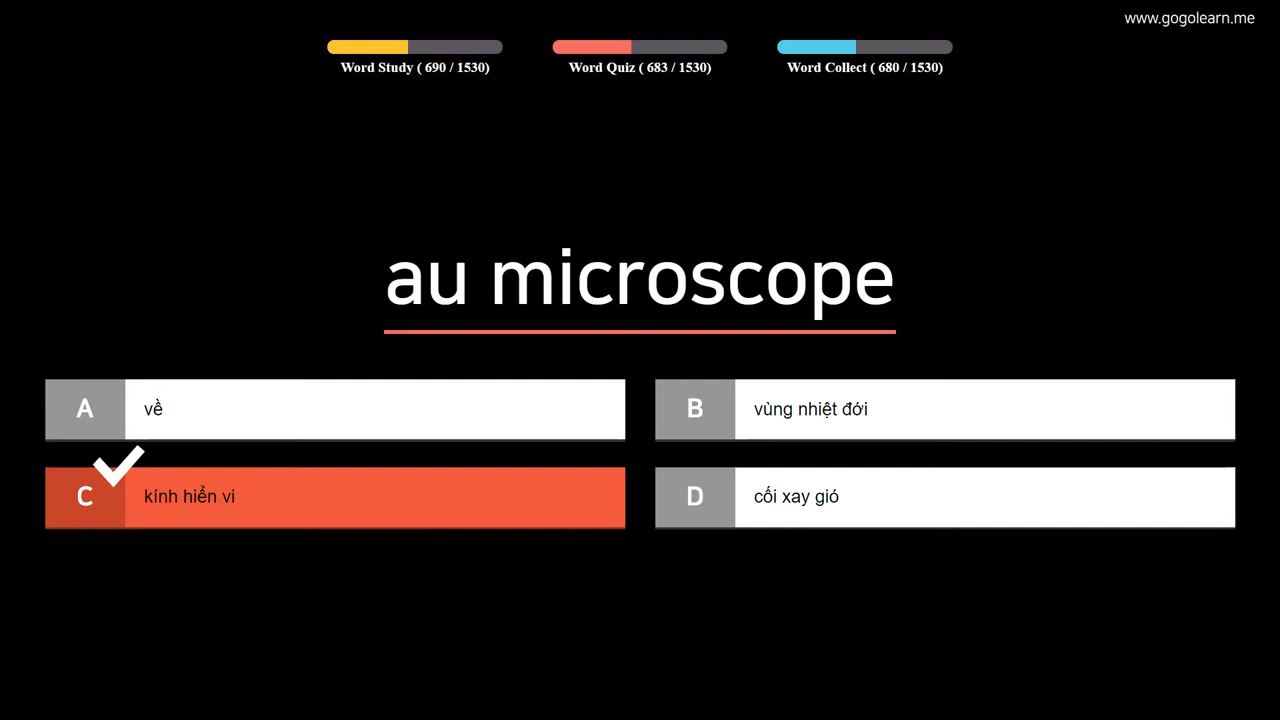 www.gogolearn.me
Word Study ( 690 / 1530)
Word Quiz ( 683 / 1530)
Word Collect ( 680 / 1530)
au microscope
A về
B vùng nhiệt đới
C kính hiển vi
D cối xay gió